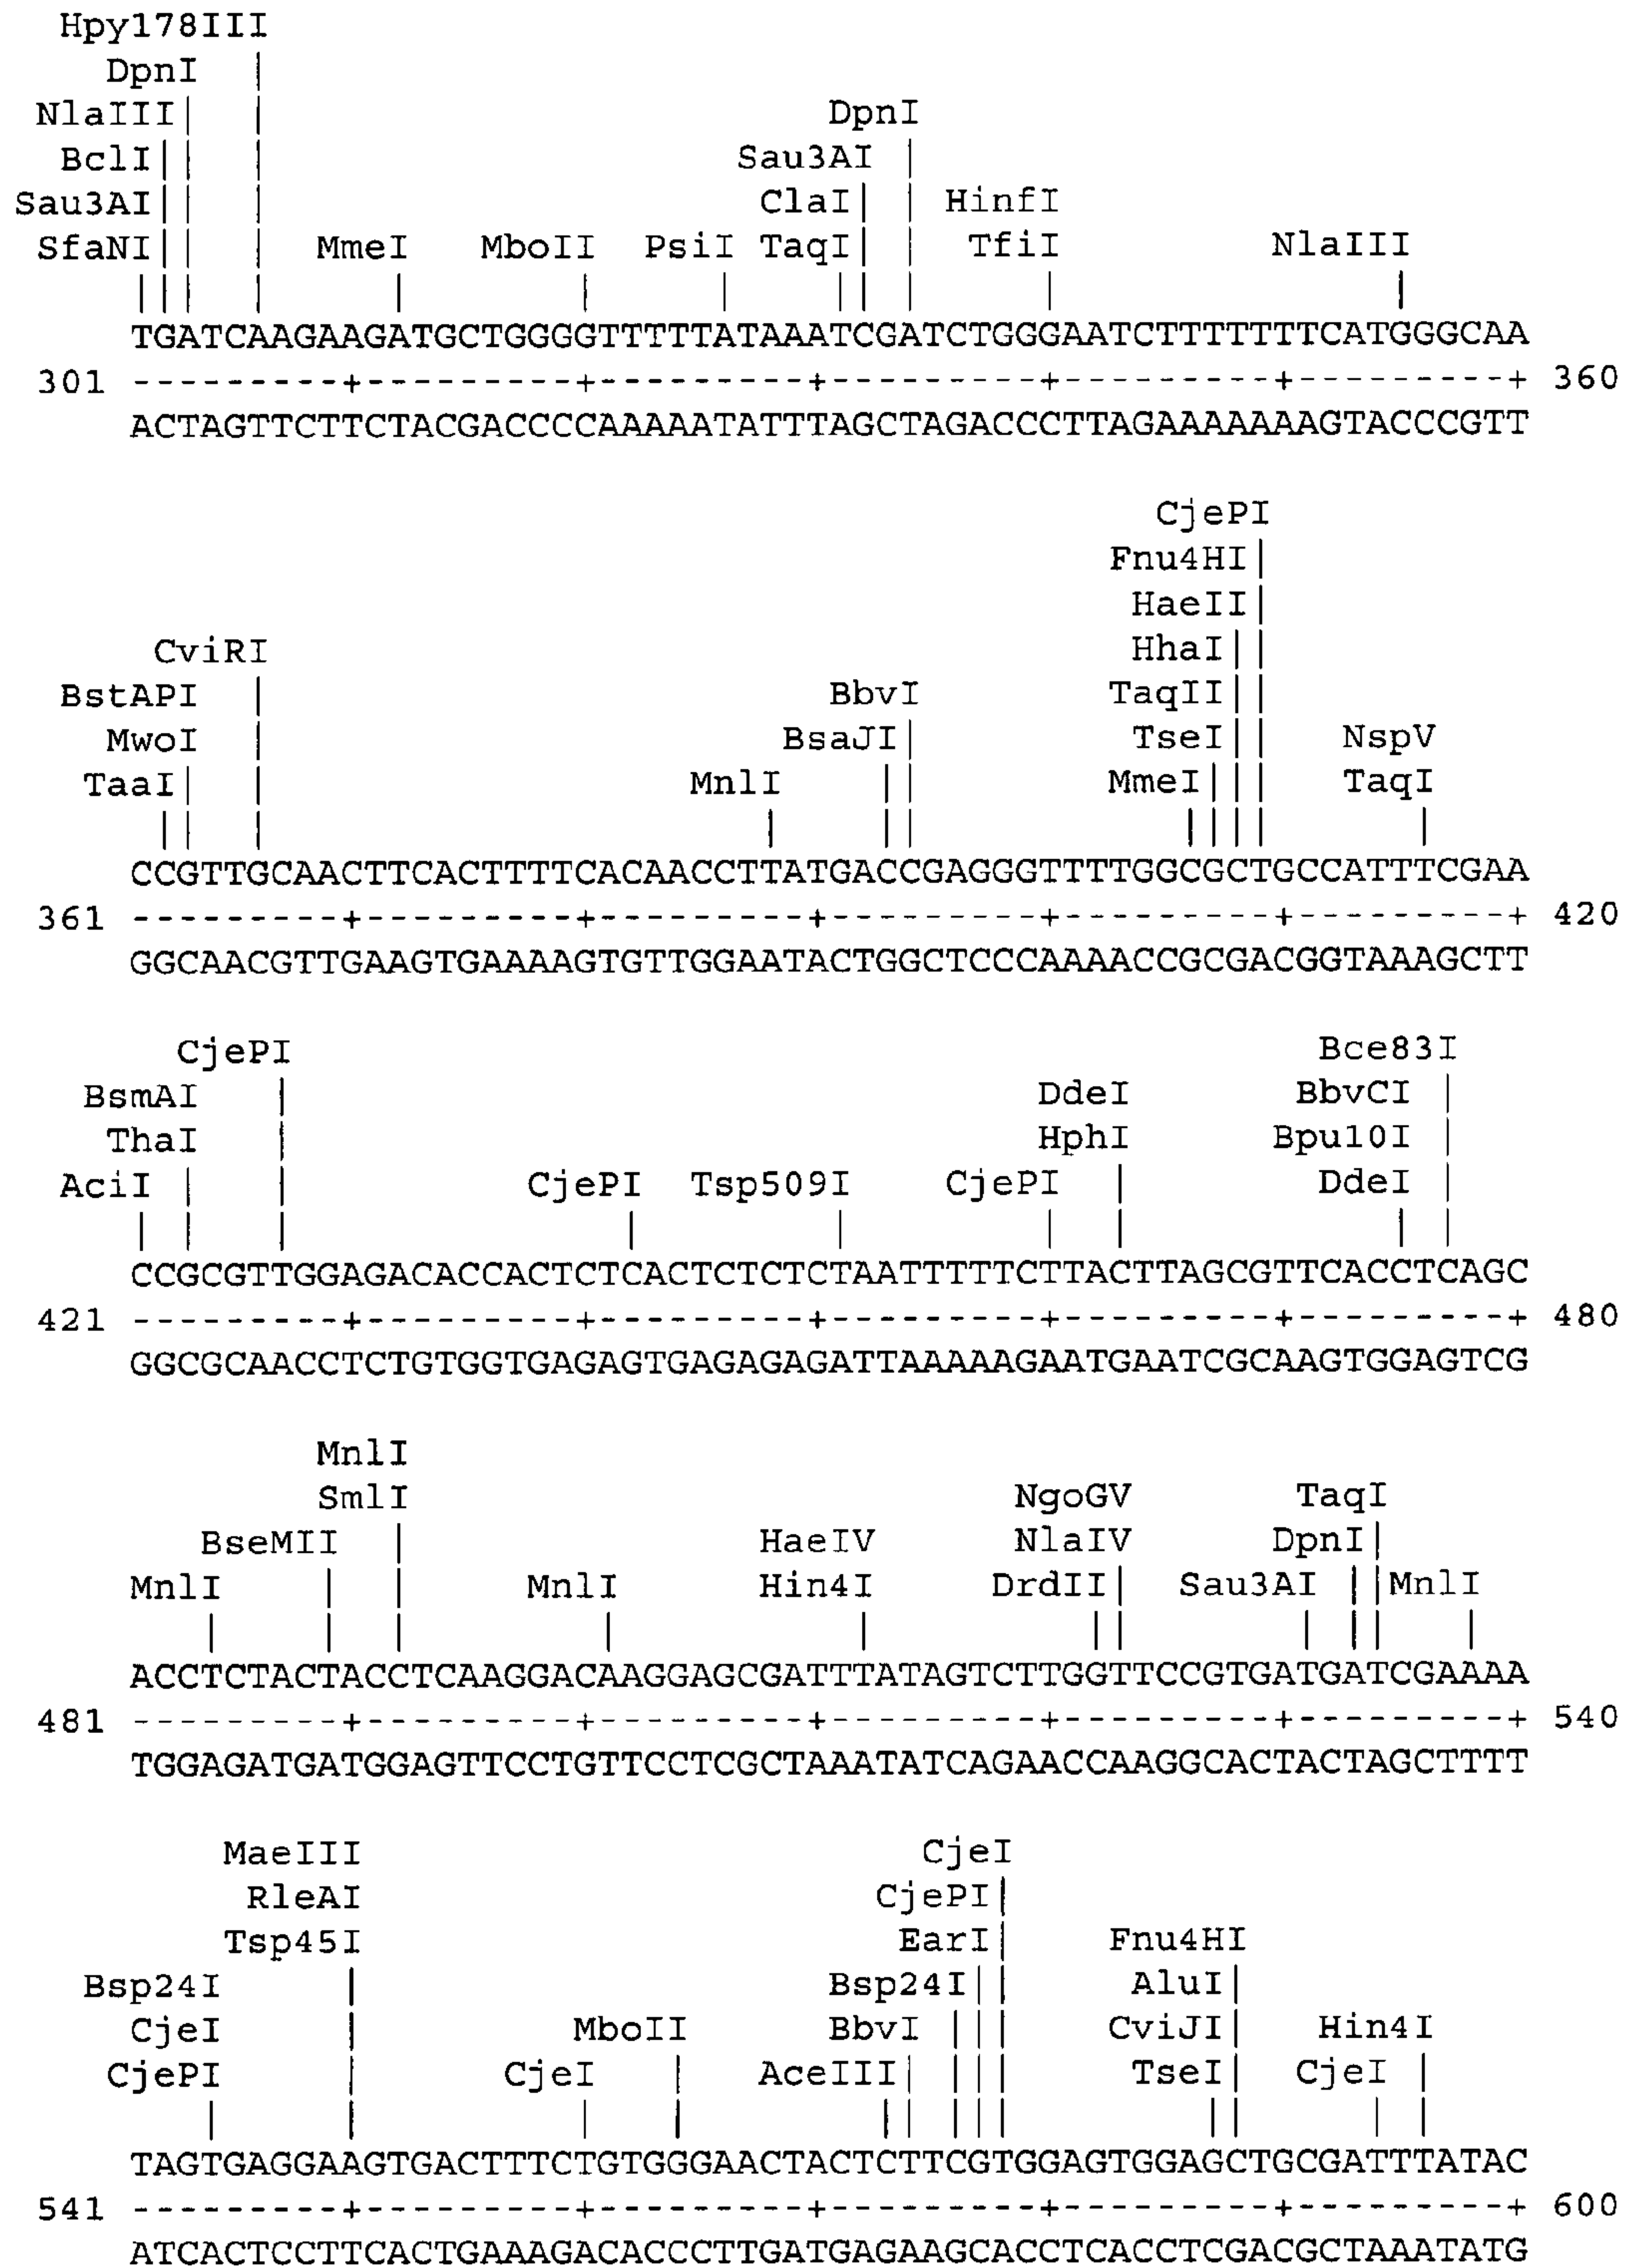 Hpy178III
DpnI
NlaIII DpnI
BclI Sau3AI
Sau3AI ClaI HinfI
SfaNI MmeI MboII PsiI TaqI TfiI NlaIII
TGATCAAGAAGATGCTGGGGTTTTTATAAATCGATCTGGGAATCTTTTTTTCATGGGCAA
301 ---------+---------+---------+---------+---------+---------+ 360
ACTAGTTCTTCTACGACCCCAAAAATATTTAGCTAGACCCTTAGAAAAAAAGTACCCGTT
CjePI
Fnu4HI
HaeII
CviRI HhaI
BstAPI BbvI TaqII
MwoI BsaJI TseI NspV
TaaI MnlI MmeI TaqI
CCGTTGCAACTTCACTTTTCACAACCTTATGACCGAGGGTTTTGGCGCTGCCATTTCGAA
361 ---------+---------+---------+---------+---------+---------+ 420
GGCAACGTTGAAGTGAAAAGTGTTGGAATACTGGCTCCCAAAACCGCGACGGTAAAGCTT
CjePI Bce83I
BsmAI DdeI BbvCI
ThaI HphI Bpu10I
AciI CjePI Tsp509I CjePI DdeI
CCGCGTTGGAGACACCACTCTCACTCTCTCTAATTTTTCTTACTTAGCGTTCACCTCAGC
421 ---------+---------+---------+---------+---------+---------+ 480
GGCGCAACCTCTGTGGTGAGAGTGAGAGAGATTAAAAAGAATGAATCGCAAGTGGAGTCG
MnlI
SmlI NgoGV TaqI
BseMII HaeIV NlaIV DpnI
MnlI MnlI Hin4I DrdII Sau3AI MnlI
ACCTCTACTACCTCAAGGACAAGGAGCGATTTATAGTCTTGGTTCCGTGATGATCGAAAA
481 ---------+---------+---------+---------+---------+---------+ 540
TGGAGATGATGGAGTTCCTGTTCCTCGCTAAATATCAGAACCAAGGCACTACTAGCTTTT
MaeIII CjeI
RleAI CjePI
Tsp45I EarI Fnu4HI
Bsp24I Bsp24I AluI
CjeI MboII BbvI CviJI Hin4I
CjePI CjeI AceIII TseI CjeI
TAGTGAGGAAGTGACTTTCTGTGGGAACTACTCTTCGTGGAGTGGAGCTGCGATTTATAC
541 ---------+---------+---------+---------+---------+---------+ 600
ATCACTCCTTCACTGAAAGACACCCTTGATGAGAAGCACCTCACCTCGACGCTAAATATG